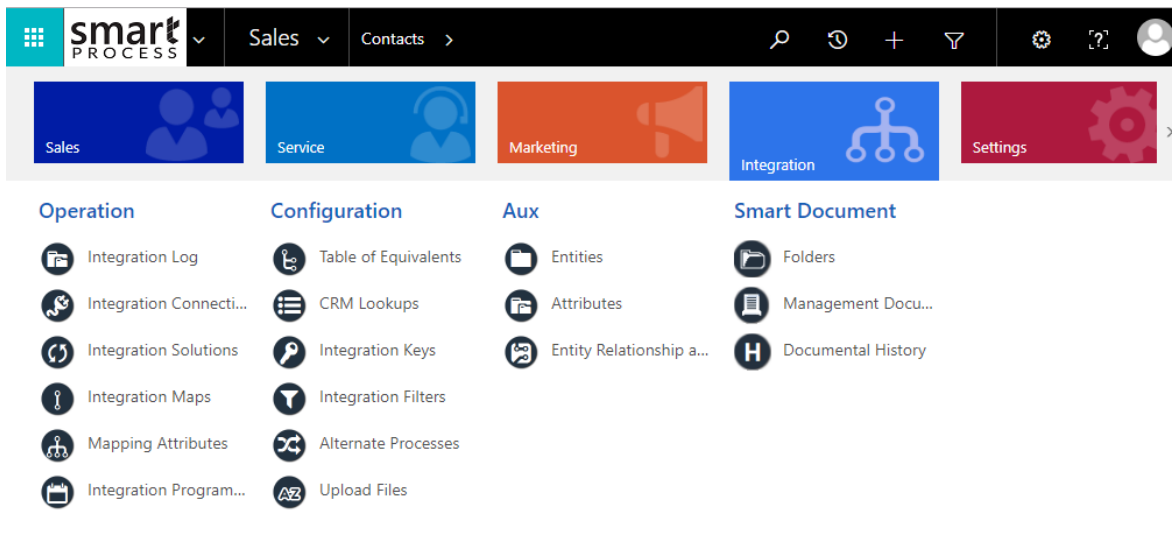 smart
PROCESS
Sales
Contacts
[?]
Sales
Service
Marketing
Integration
Settings
Operation
Integration Log
Integration Connecti...
Integration Solutions
Integration Maps
Mapping Attributes
Integration Program...
Configuration
Table of Equivalents
CRM Lookups
Integration Keys
Integration Filters
Alternate Processes
AZ
Upload Files
Aux
Entities
Attributes
Entity Relationship a...
Smart Document
Folders
Management Docu...
H
Documental History